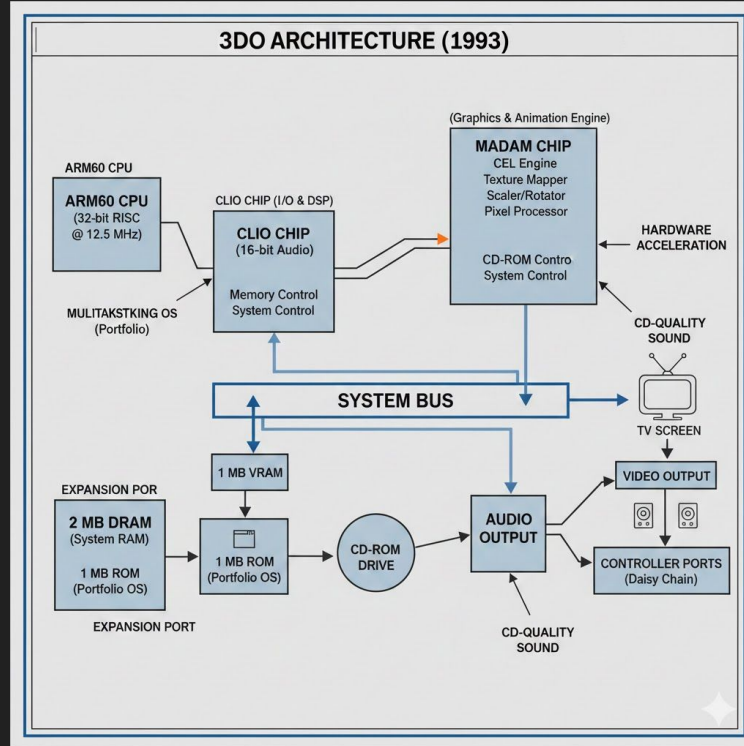 3DO ARCHITECTURE (1993)
(Graphics & Animation Engine)
MADAM CHIP
CEL Engine
Texture Mapper
Scaler/Rotator
Pixel Processor
CD-ROM Contro
System Control
ARM60 CPU
ARM60 CPU
(32-bit RISC
@ 12.5 MHz)
CLIO CHIP (I/O & DSP)
CLIO CHIP
(16-bit Audio)
Memory Control
System Control
HARDWARE
ACCELERATION
MULITAKSTKING OS
(Portfolio)
CD-QUALITY
SOUND
SYSTEM BUS
TV SCREEN
1 MB VRAM
VIDEO OUTPUT
EXPANSION POR
2 MB DRAM
(System RAM)
1 MB ROM
(Portfolio OS)
1 MB ROM
(Portfolio OS)
CD-ROM
DRIVE
AUDIO
OUTPUT
CONTROLLER PORTS
(Daisy Chain)
EXPANSION PORT
CD-QUALITY
SOUND